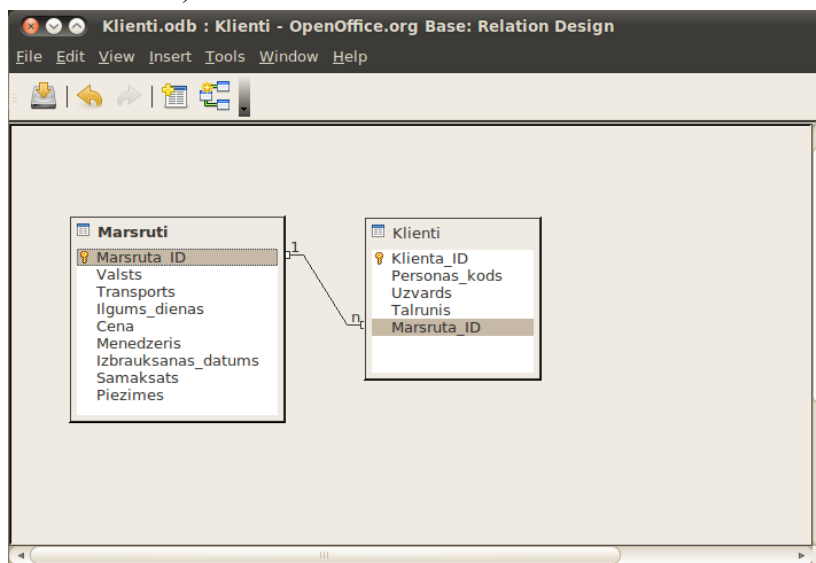 Klienti.odb : Klienti - OpenOffice.org Base: Relation Design
File Edit View Insert Tools Window Help
Marsruti
Marsruta_ID
Valsts
Transports
Ilgums_dienas
Cena
Menedzeris
Izbrauksanas_datums
Samaksats
Piezimes
1
n
Klienti
Klienta_ID
Personas_kods
Uzvards
Talrunis
Marsruta_ID